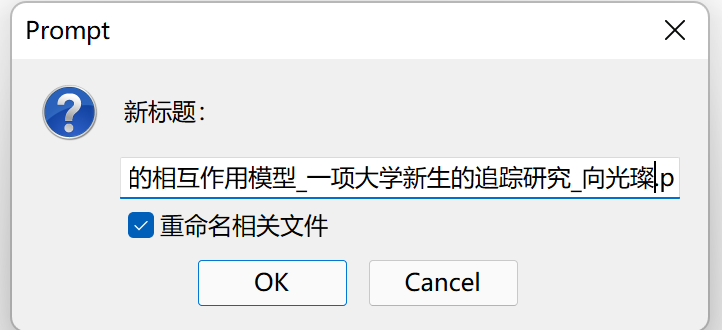 Prompt
新标题：
的相互作用模型_一项大学新生的追踪研究_向光璨.p
重命名相关文件
OK
Cancel